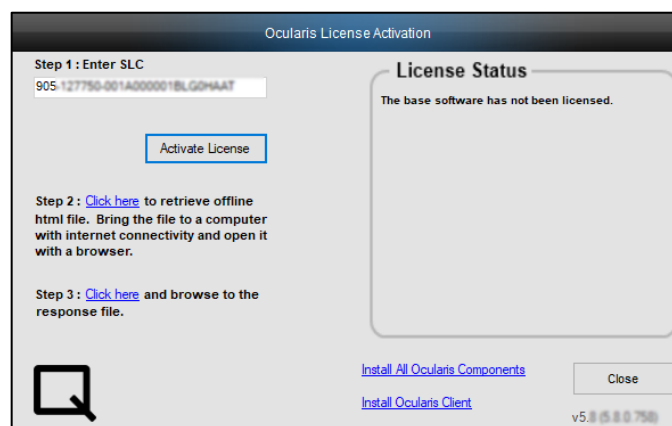 Ocularis License Activation
Step 1 : Enter SLC
905-
Activate License
Step 2 : Click here to retrieve offline
html file. Bring the file to a computer
with internet connectivity and open it
with a browser.
Step 3 : Click here and browse to the
response file.
License Status
The base software has not been licensed.
Install All Ocularis Components
Install Ocularis Client
Close
v5.